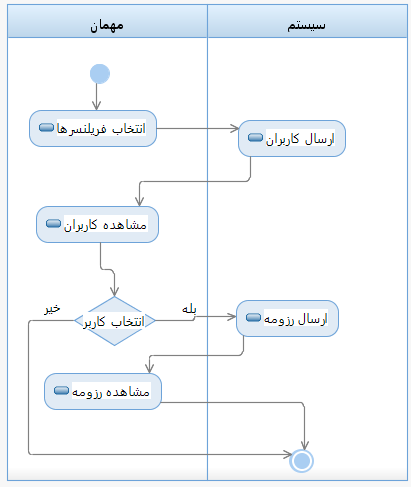 مهمان
سیستم
انتخاب فریلنسرها
ارسال کاربران
مشاهده کاربران
خیر
بله
انتخاب کاربر
ارسال رزومه
مشاهده رزومه